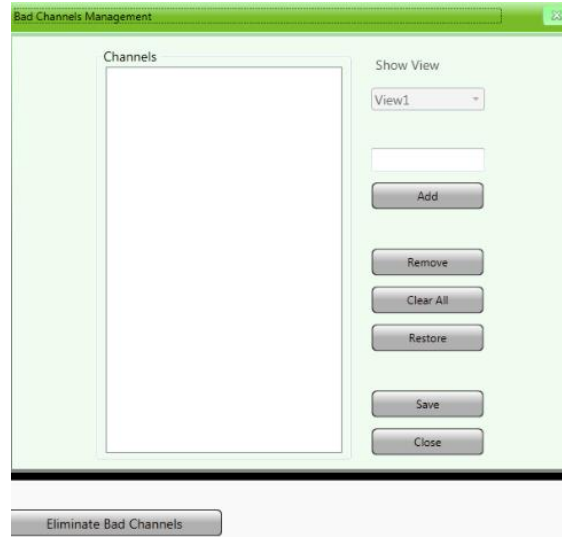 Bad Channels Management
Channels
Show View
View1
Add
Remove
Clear All
Restore
Save
Close
Eliminate Bad Channels